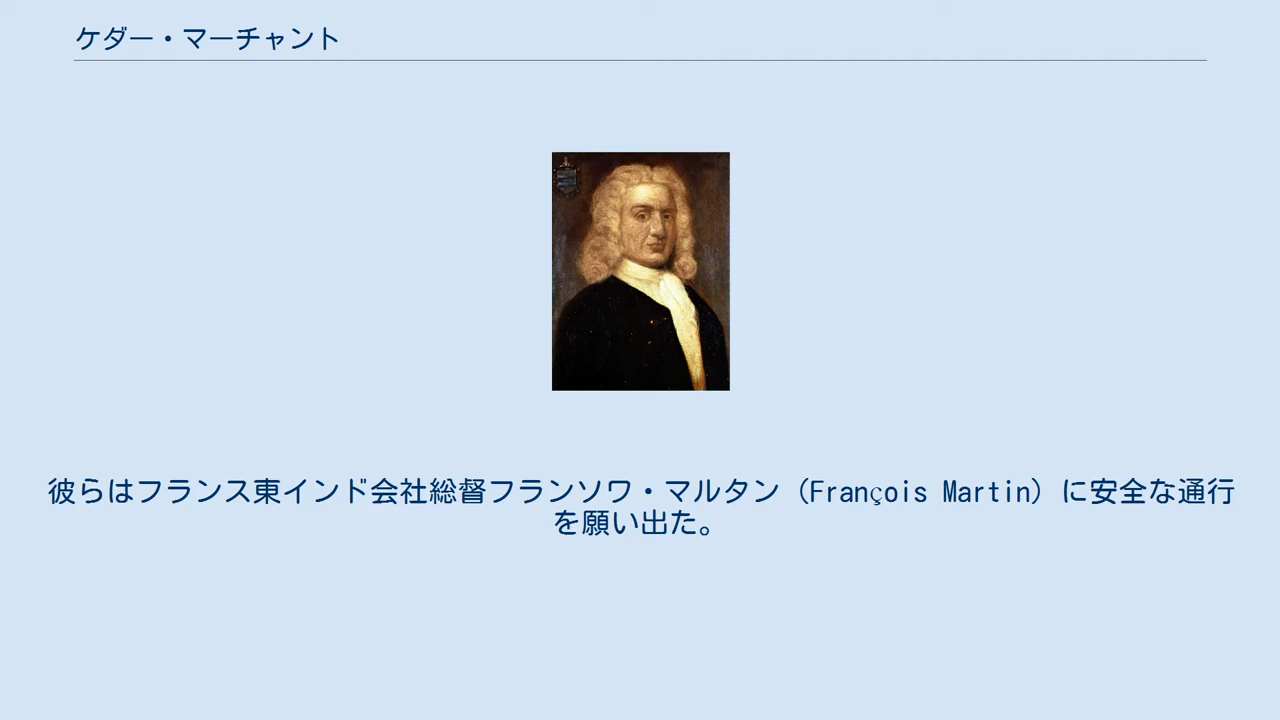 ケダー・マーチャント
彼らはフランス東インド会社総督フランソワ・マルタン（François Martin）に安全な通行
を願い出た。